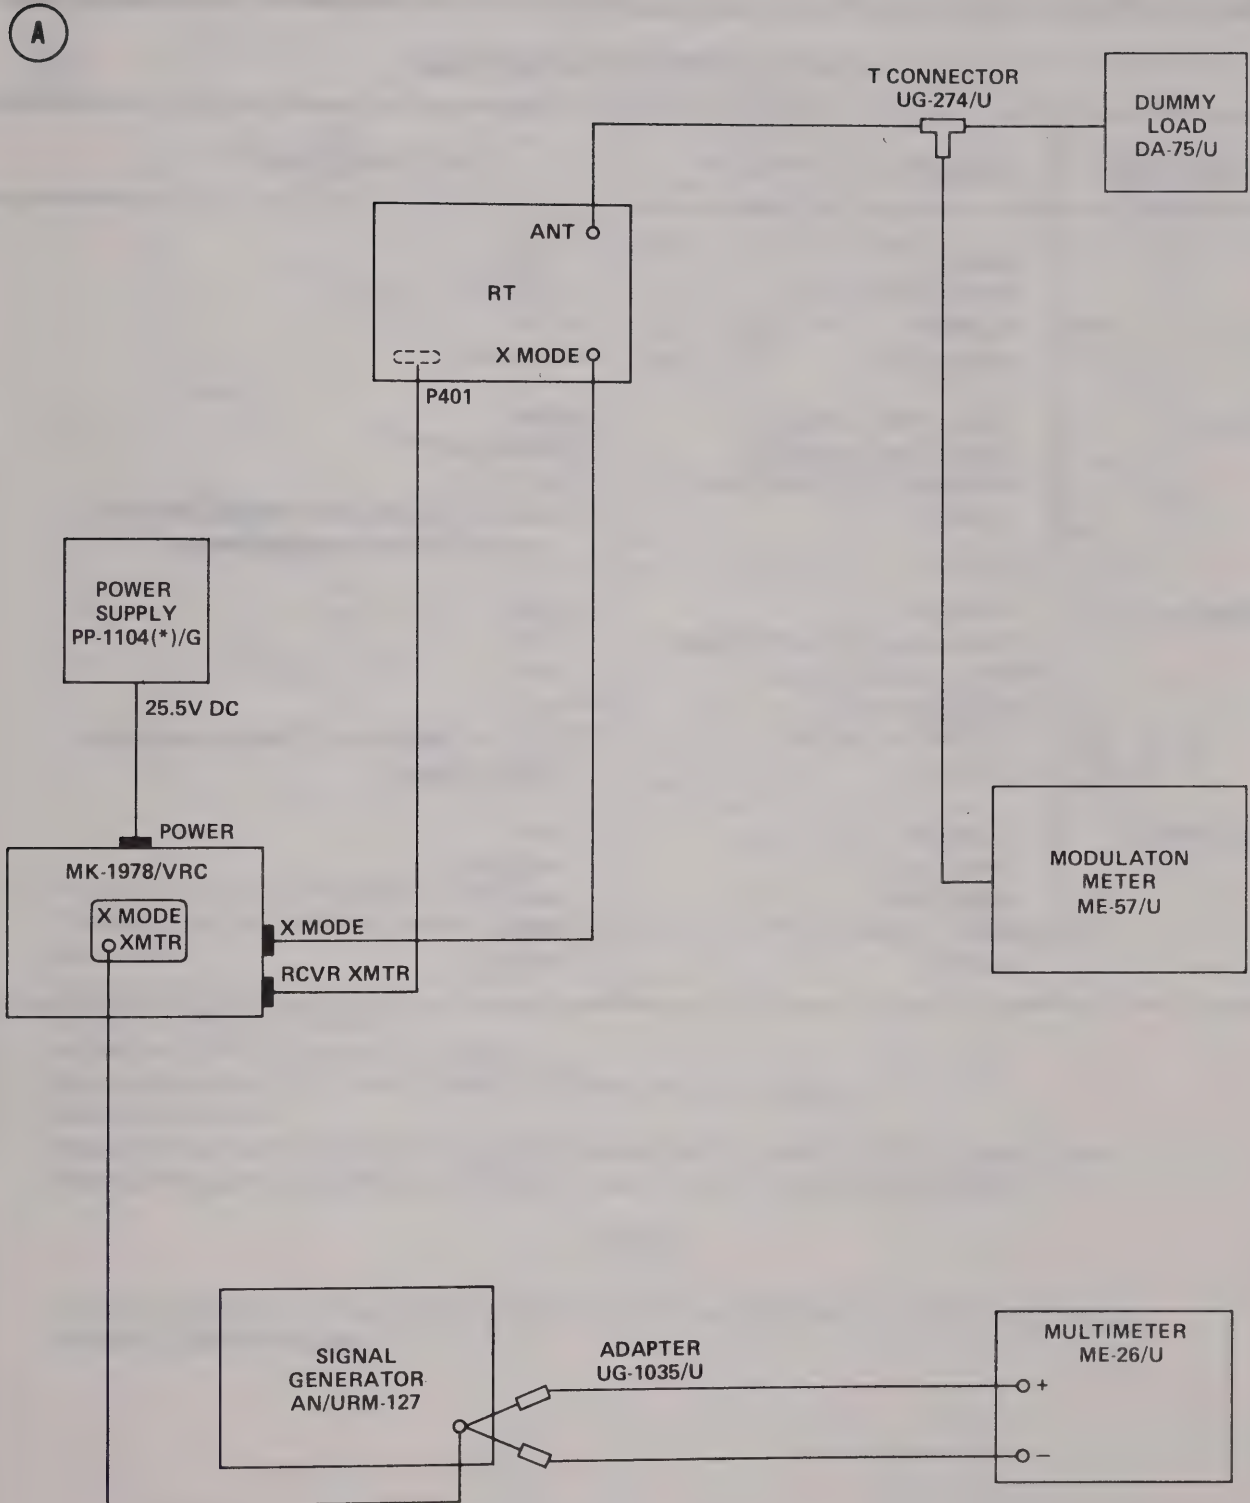 A
T CONNECTOR
UG-274/U
DUMMY
LOAD
DA-75/U
ANT
RT
X MODE
P401
POWER
SUPPLY
PP-1104(*)/G
25.5V DC
POWER
MK-1978/VRC
X MODE
XMTR
X MODE
RCVR XMTR
MODULATON
METER
ME-57/U
SIGNAL
GENERATOR
AN/URM-127
ADAPTER
UG-1035/U
MULTIMETER
ME-26/U
+
–